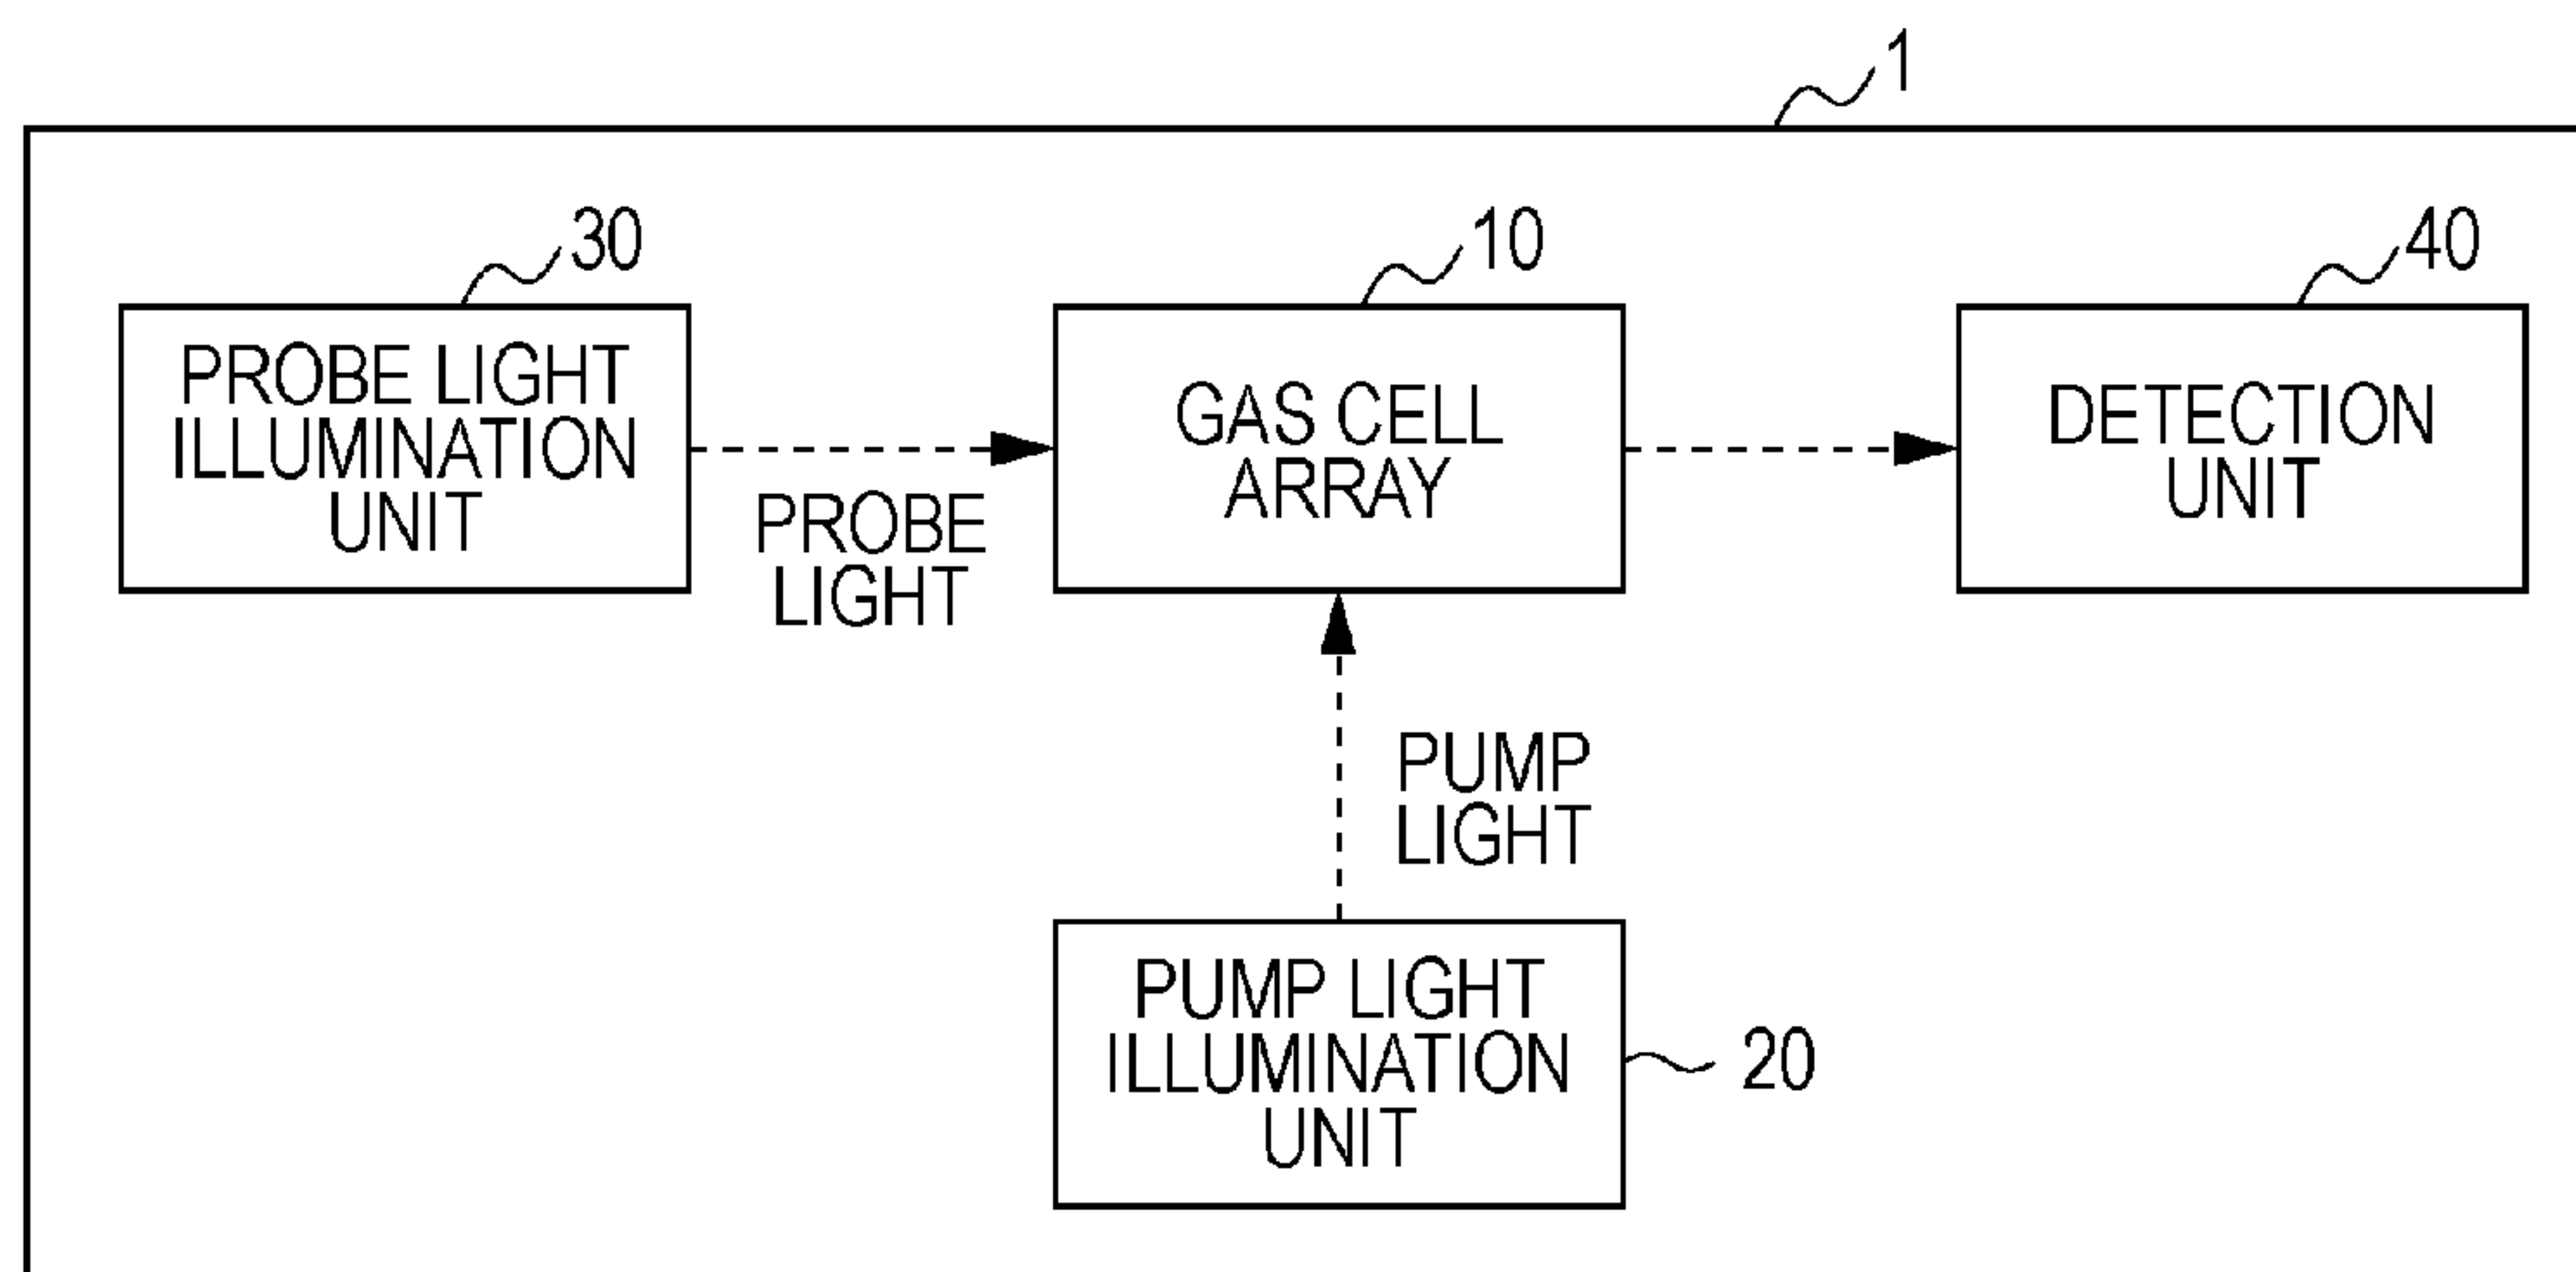 1
30
10
40
PROBE LIGHT
ILLUMINATION
UNIT
PROBE
LIGHT
GAS CELL
ARRAY
DETECTION
UNIT
PUMP
LIGHT
PUMP LIGHT
ILLUMINATION
UNIT
20